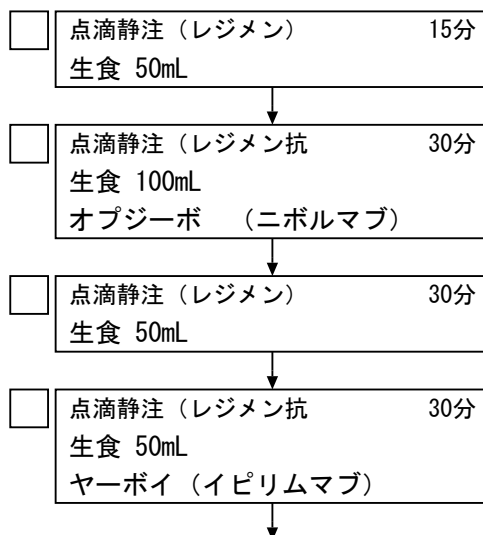 点滴静注（レジメン） 15分
生食 50mL
点滴静注（レジメン抗 30分
生食 100mL
オプジーボ （ニボルマブ）
点滴静注（レジメン） 30分
生食 50mL
点滴静注（レジメン抗 30分
生食 50mL
ヤーボイ（イピリムマブ）